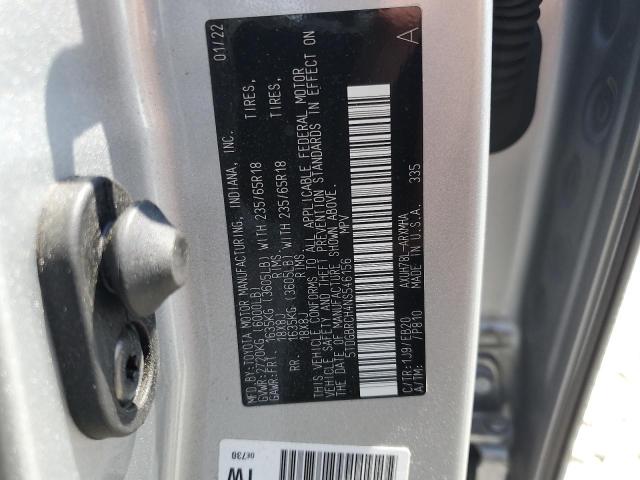 MFD.BY:TOYOTA MOTOR MANUFACTURING, INDIANA, INC. 01/22
GVWR:2720KG (6000LB)
GAWR:FRT. 1635KG (3605LB) WITH 235/65R18 TIRES,
18X8J RIMS
RR. 1635KG (3605LB) WITH 235/65R18 TIRES,
18X8J RIMS
THIS VEHICLE CONFORMS TO ALL APPLICABLE FEDERAL MOTOR
VEHICLE SAFETY AND THEFT PREVENTION STANDARDS IN EFFECT ON
THE DATE OF MANUFACTURE SHOWN ABOVE.
5TDGBRCH4NS546156 MPV A
C/TR:1J9/EB20 AXUH78L-ARXMHA
A/TM: /P810 MADE IN U.S.A. 335
0E738